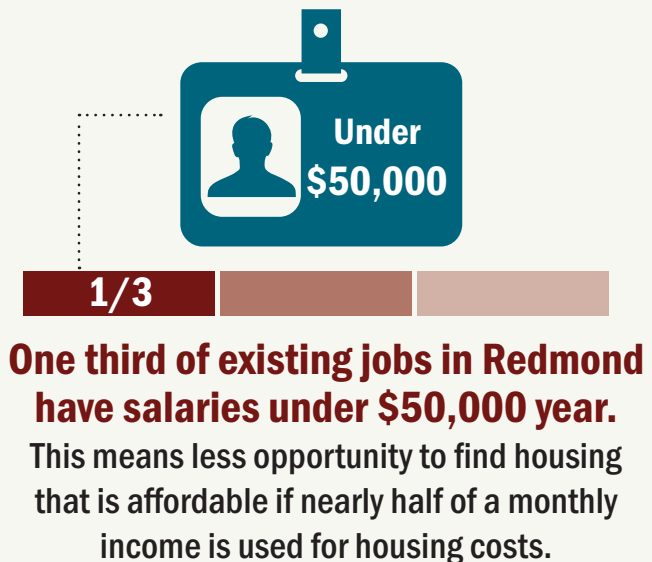 Under
$50,000
1/3
One third of existing jobs in Redmond
have salaries under $50,000 year.
This means less opportunity to find housing
that is affordable if nearly half of a monthly
income is used for housing costs.